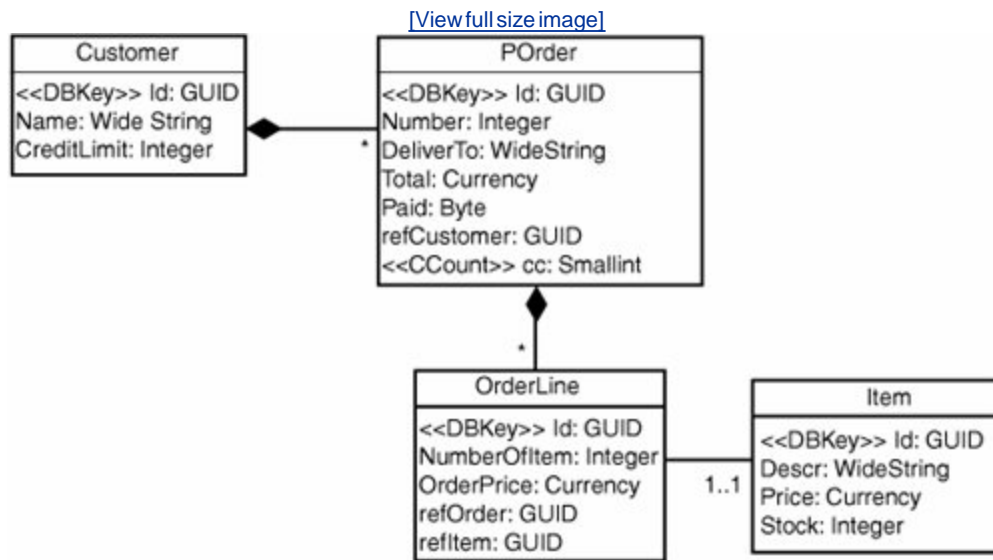 [View full size image]
Customer
<<DBKey>> Id: GUID
Name: Wide String
CreditLimit: Integer
*
POrder
<<DBKey>> Id: GUID
Number: Integer
DeliverTo: WideString
Total: Currency
Paid: Byte
refCustomer: GUID
<<CCount>> cc: Smallint
*
OrderLine
<<DBKey>> Id: GUID
NumberOfItem: Integer
OrderPrice: Currency
refOrder: GUID
refItem: GUID
1..1
Item
<<DBKey>> Id: GUID
Descr: WideString
Price: Currency
Stock: Integer